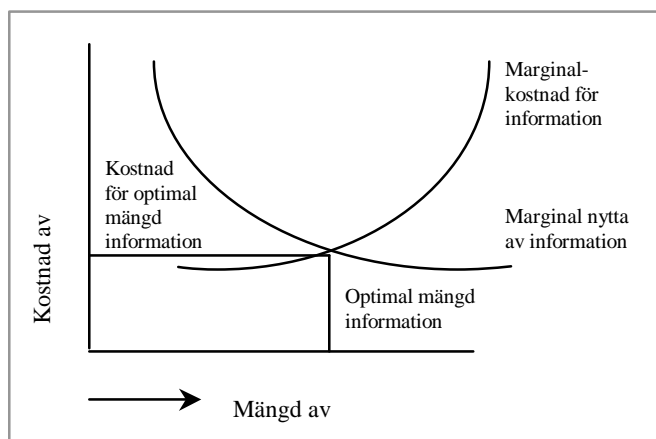 Marginal-
kostnad för
information
Kostnad
för optimal
mängd
information
Marginal nytta
av information
Kostnad av
Optimal mängd
information
Mängd av